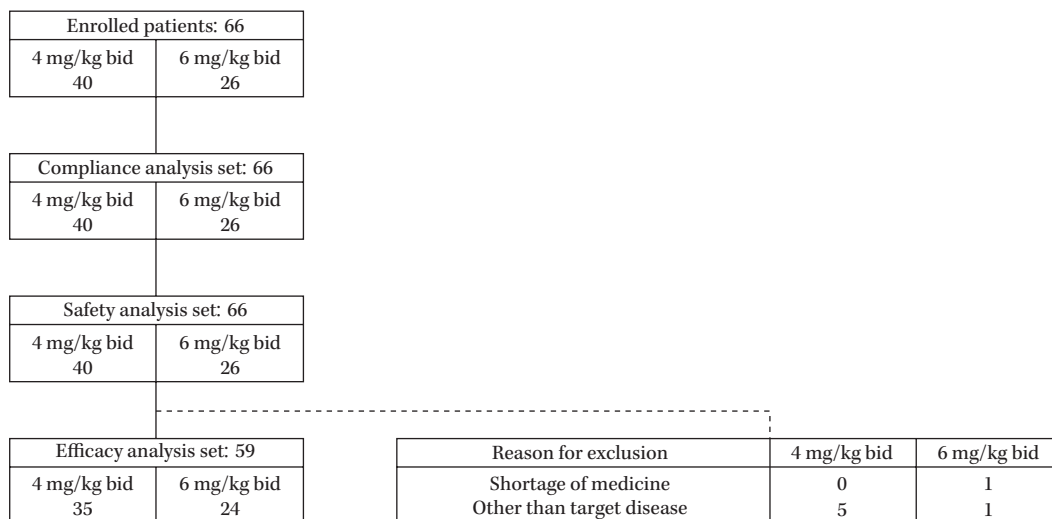 Enrolled patients: 66
4 mg/kg bid 6 mg/kg bid
40 26
Compliance analysis set: 66
4 mg/kg bid 6 mg/kg bid
40 26
Safety analysis set: 66
4 mg/kg bid 6 mg/kg bid
40 26
Efficacy analysis set: 59
4 mg/kg bid 6 mg/kg bid
35 24
Reason for exclusion 4 mg/kg bid 6 mg/kg bid
Shortage of medicine 0 1
Other than target disease 5 1